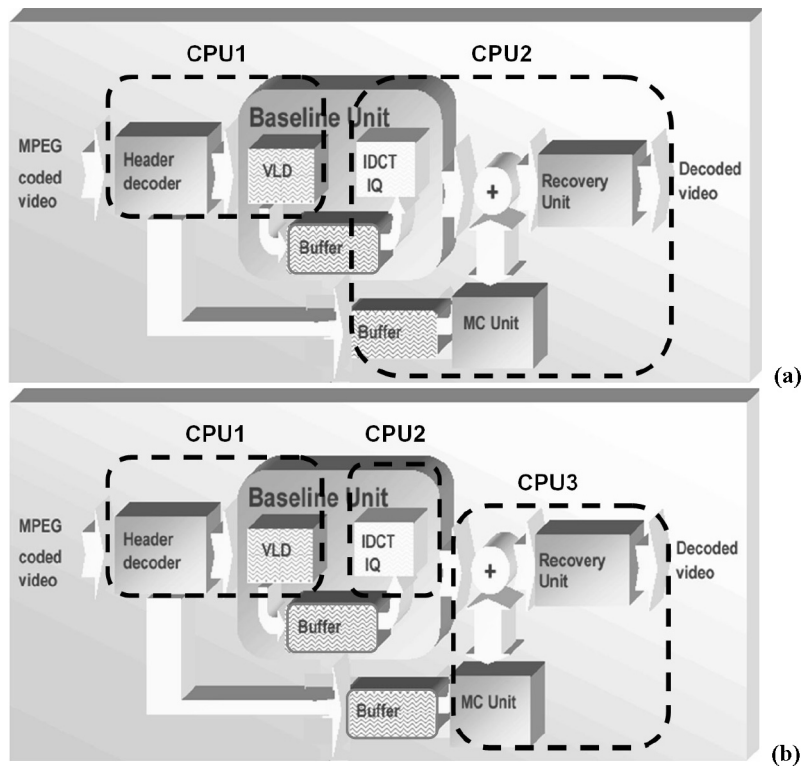 CPU1
CPU2
Baseline Unit
MPEG
coded
video
Header
decoder
VLD
IDCT
IQ
+
Recovery
Unit
Decoded
video
Buffer
Buffer
MC Unit
(a)
CPU1
CPU2
CPU3
Baseline Unit
MPEG
coded
video
Header
decoder
VLD
IDCT
IQ
+
Recovery
Unit
Decoded
video
Buffer
Buffer
MC Unit
(b)